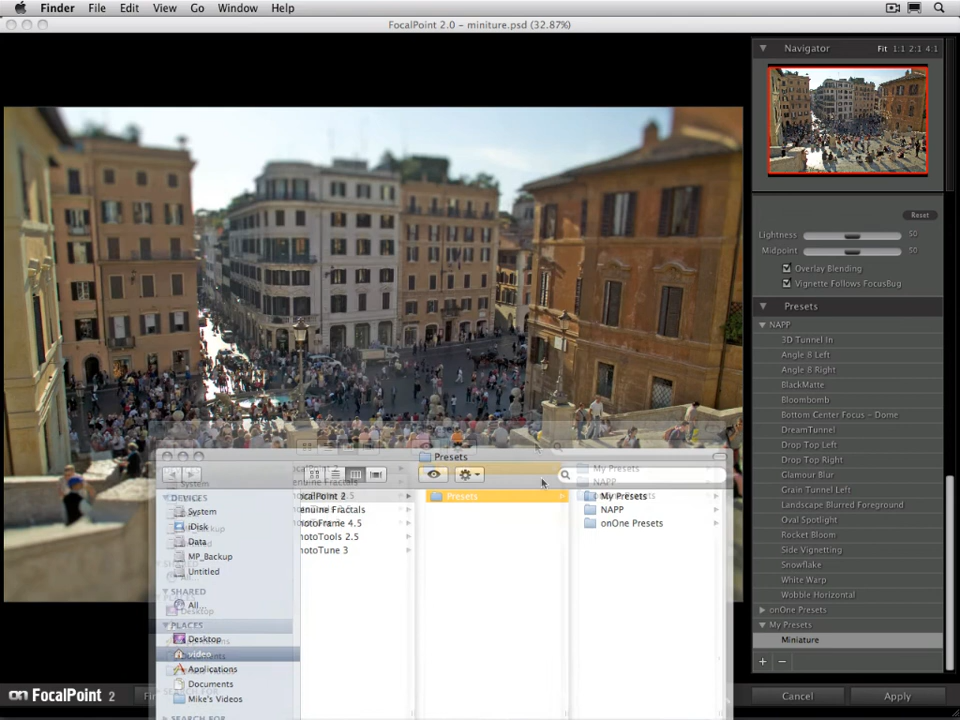 Finder File Edit View Go Window Help
FocalPoint 2.0 – miniture.psd (32.87%)
Navigator Fit 1:1 2:1 4:1
Reset
Lightness 50
Midpoint 50
Overlay Blending
Vignette Follows FocusBug
Presets
NAPP
3D Tunnel In
Angle 8 Left
Angle 8 Right
BlackMatte
Bloombomb
Bottom Center Focus - Dome
DreamTunnel
Drop Top Left
Drop Top Right
Glamour Blur
Grain Tunnel Left
Landscape Blurred Foreground
Oval Spotlight
Rocket Bloom
Side Vignetting
Snowflake
White Warp
Wobble Horizontal
onOne Presets
My Presets
Miniature
+ −
Cancel Apply
on FocalPoint 2
Presets
DEVICES
System
iDisk
Data
MP_Backup
Untitled
SHARED
All
PLACES
Desktop
video
Applications
Documents
Mike's Videos
SEARCH FOR
ocalPoint 2
enuine Fractals
hotoFrame 4.5
hotoTools 2.5
hotoTune 3
Presets
My Presets
NAPP
onOne Presets